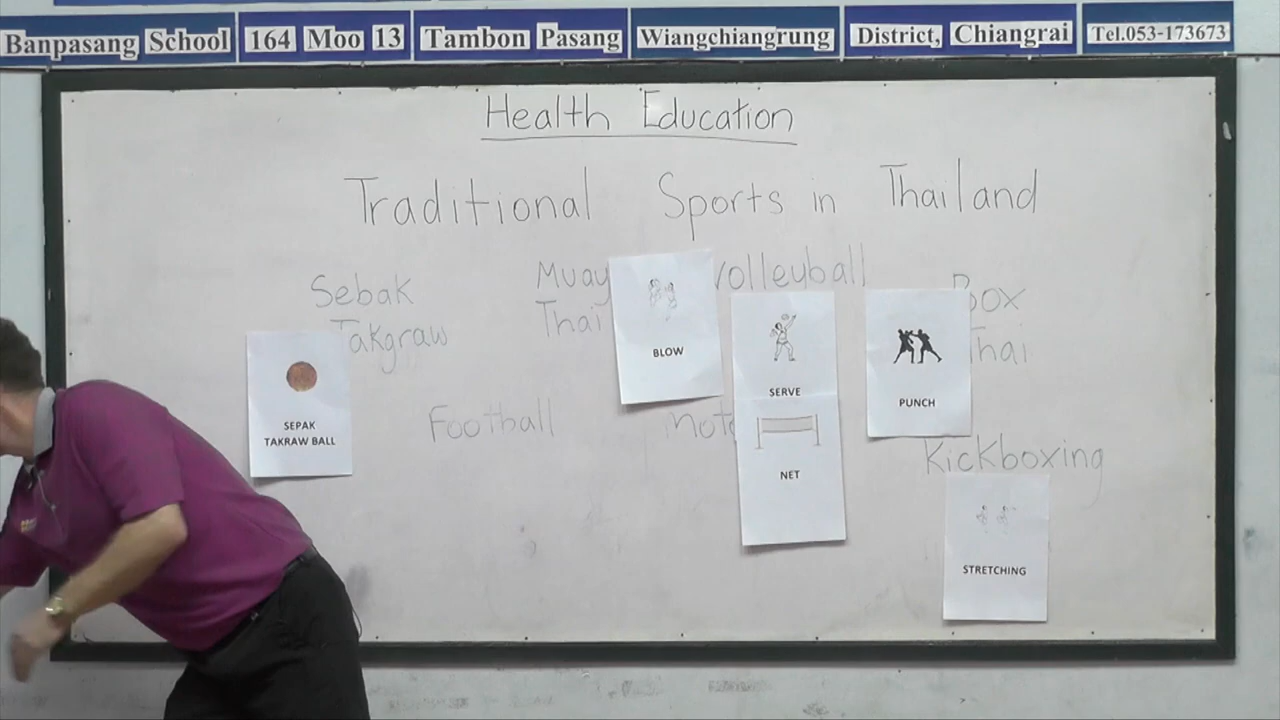 Banpasang School 164 Moo 13 Tambon Pasang Wiangchiangrung District, Chiangrai Tel.053-173673
Health Education
Traditional Sports in Thailand
Sebak
Takgraw
Muay
Thai
Volleyball
Box
Thai
BLOW
SERVE
PUNCH
SEPAK
TAKRAW BALL
Football
NET
Kickboxing
STRETCHING